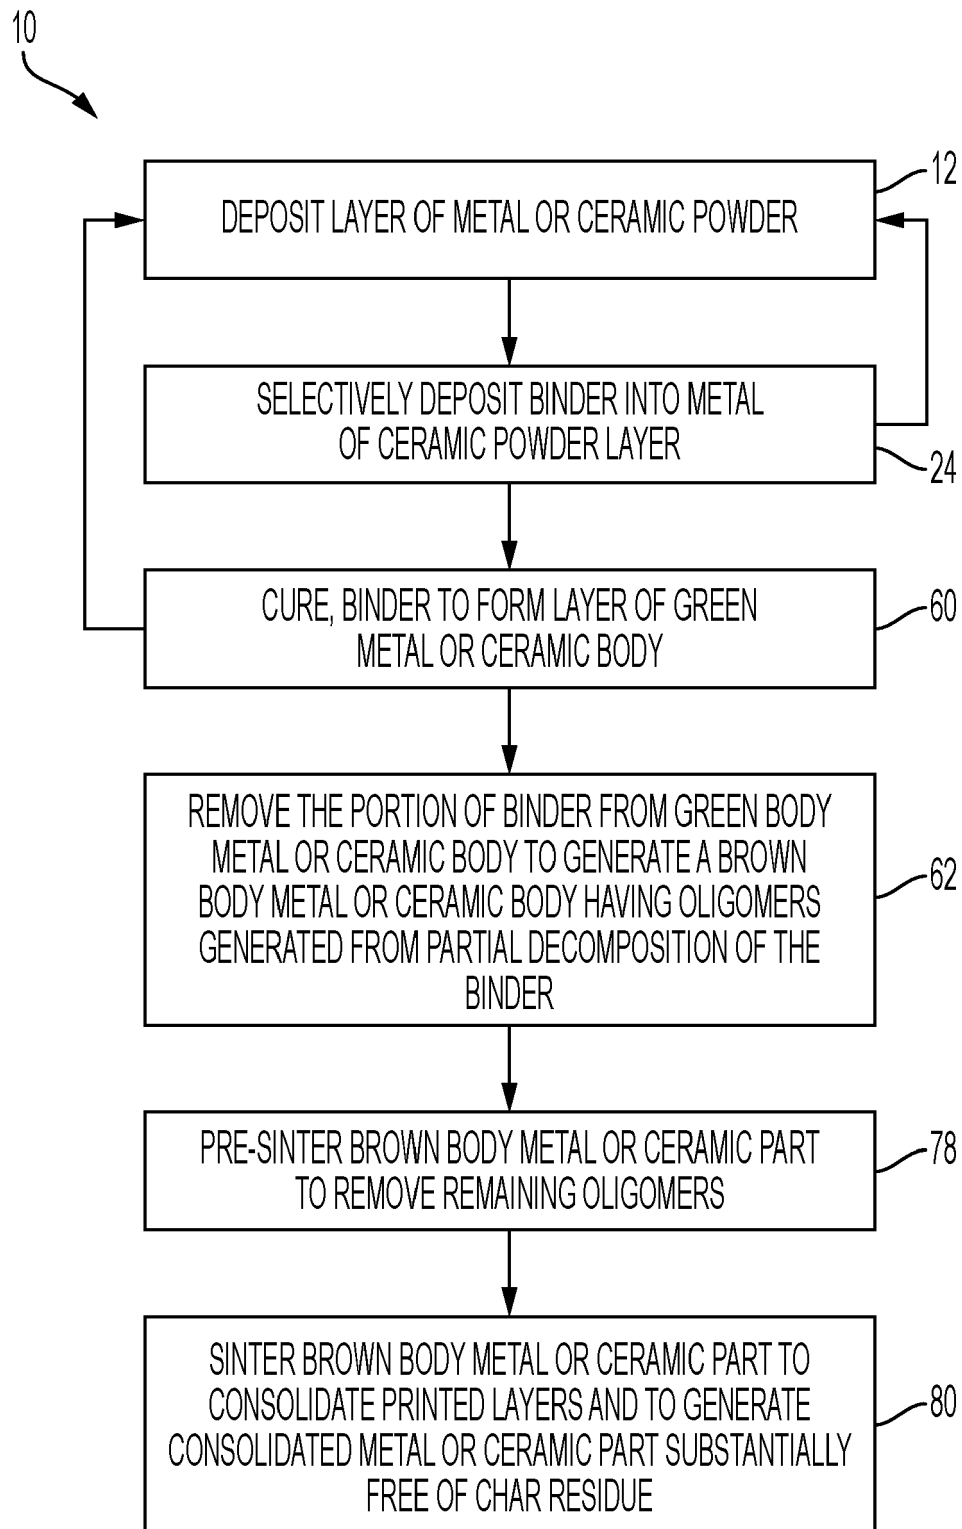 10
12
DEPOSIT LAYER OF METAL OR CERAMIC POWDER
SELECTIVELY DEPOSIT BINDER INTO METAL
OF CERAMIC POWDER LAYER
24
CURE, BINDER TO FORM LAYER OF GREEN
METAL OR CERAMIC BODY
60
REMOVE THE PORTION OF BINDER FROM GREEN BODY
METAL OR CERAMIC BODY TO GENERATE A BROWN
BODY METAL OR CERAMIC BODY HAVING OLIGOMERS
GENERATED FROM PARTIAL DECOMPOSITION OF THE
BINDER
62
PRE-SINTER BROWN BODY METAL OR CERAMIC PART
TO REMOVE REMAINING OLIGOMERS
78
SINTER BROWN BODY METAL OR CERAMIC PART TO
CONSOLIDATE PRINTED LAYERS AND TO GENERATE
CONSOLIDATED METAL OR CERAMIC PART SUBSTANTIALLY
FREE OF CHAR RESIDUE
80